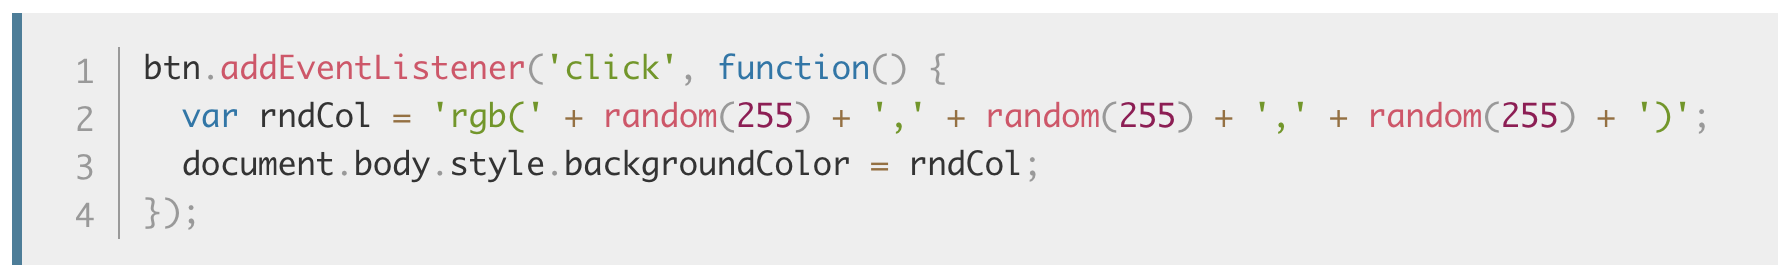 1 btn.addEventListener('click', function() {
2   var rndCol = 'rgb(' + random(255) + ',' + random(255) + ',' + random(255) + ')';
3   document.body.style.backgroundColor = rndCol;
4 });